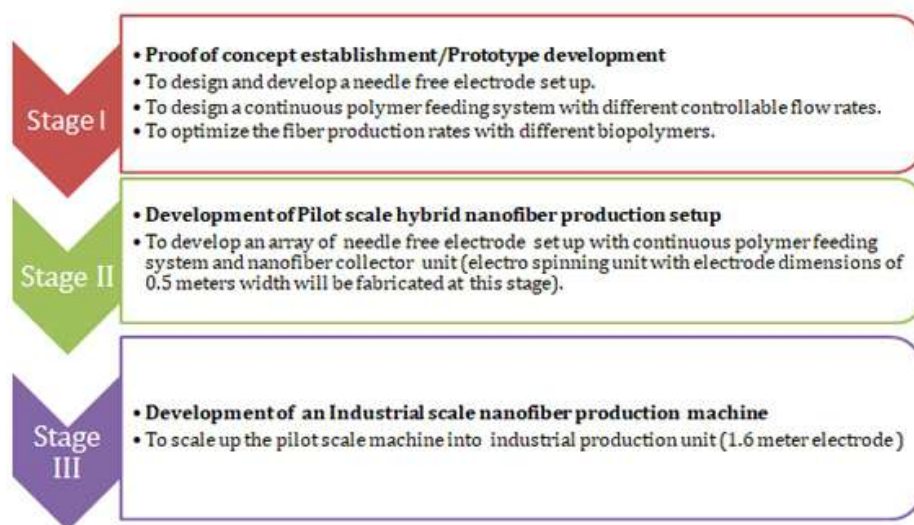 Stage I
• Proof of concept establishment/Prototype development
• To design and develop a needle free electrode set up.
• To design a continuous polymer feeding system with different controllable flow rates.
• To optimize the fiber production rates with different biopolymers.
Stage II
• Development of Pilot scale hybrid nanofiber production setup
• To develop an array of needle free electrode set up with continuous polymer feeding
system and nanofiber collector unit (electro spinning unit with electrode dimensions of
0.5 meters width will be fabricated at this stage).
Stage
III
• Development of an Industrial scale nanofiber production machine
• To scale up the pilot scale machine into industrial production unit (1.6 meter electrode )